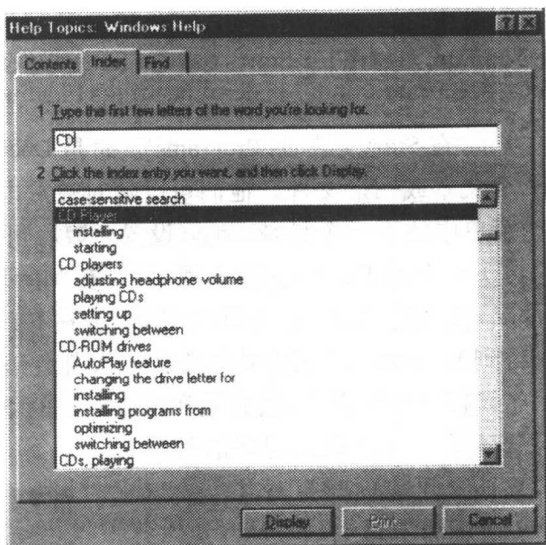 Help Topics: Windows Help
Contents Index Find
1 Type the first few letters of the word you're looking for.
CD
2 Click the index entry you want, and then click Display.
case-sensitive search
CD Player
installing
starting
CD players
adjusting headphone volume
playing CDs
setting up
switching between
CD-ROM drives
AutoPlay feature
changing the drive letter for
installing
installing programs from
optimizing
switching between
CDs, playing
Display Print... Cancel